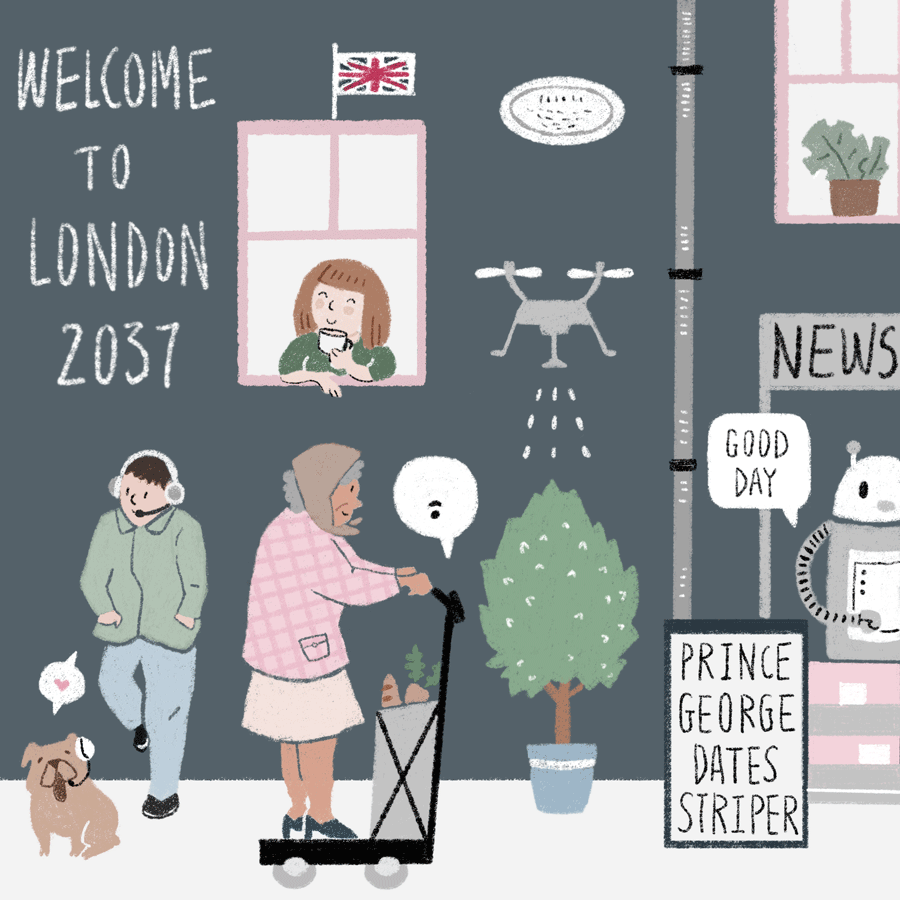 WELCOME
TO
LONDON
2037
NEWS
GOOD
DAY
PRINCE
GEORGE
DATES
STRIPER